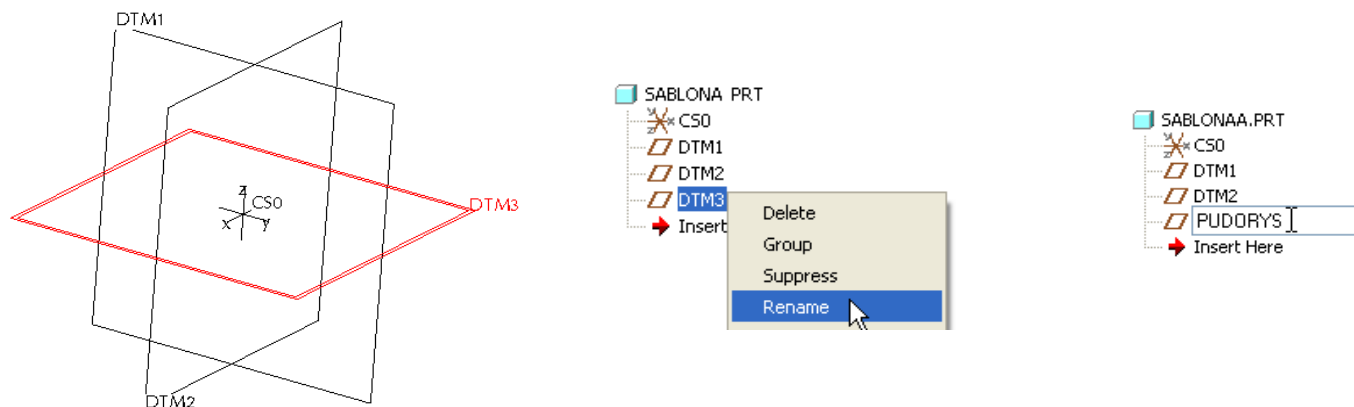 DTM1
DTM3
z
CS0
x
y
DTM2
SABLONA PRT
CS0
DTM1
DTM2
DTM3
Insert
Delete
Group
Suppress
Rename
SABLONAA.PRT
CS0
DTM1
DTM2
PUDORYS
Insert Here